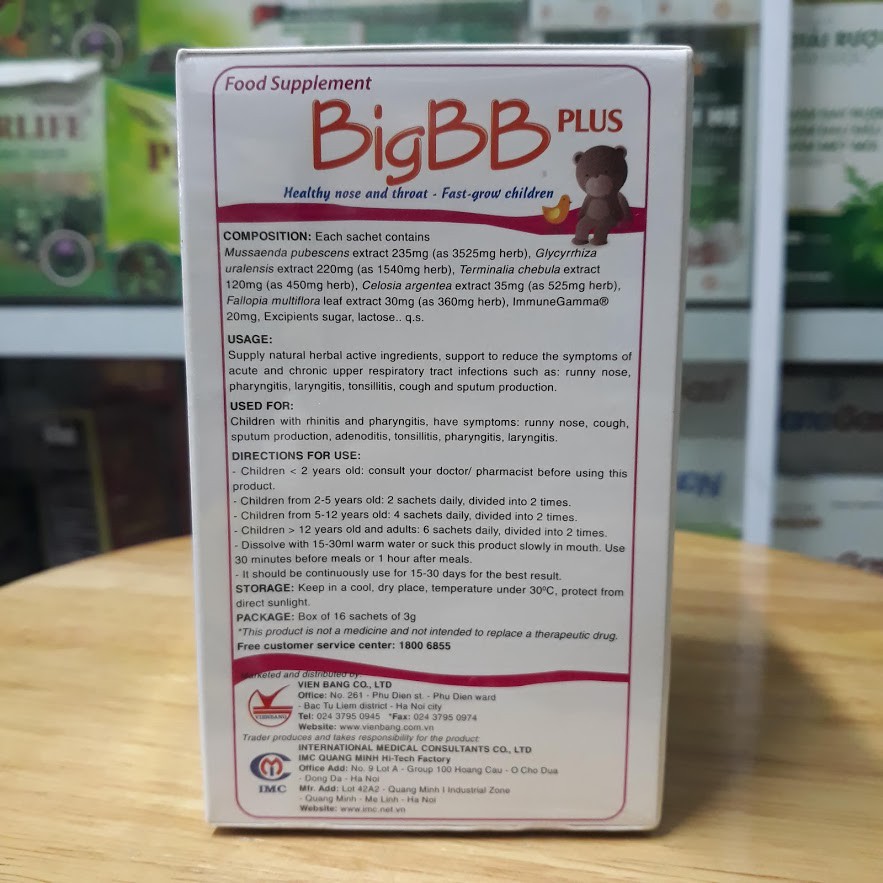 Food Supplement
BigBB PLUS
Healthy nose and throat - Fast-grow children
COMPOSITION: Each sachet contains
Mussaenda pubescens extract 235mg (as 3525mg herb), Glycyrrhiza
uralensis extract 220mg (as 1540mg herb), Terminalia chebula extract
120mg (as 450mg herb), Celosia argentea extract 35mg (as 525mg herb),
Fallopia multiflora leaf extract 30mg (as 360mg herb), ImmuneGamma®
20mg, Excipients sugar, lactose.. q.s.
USAGE:
Supply natural herbal active ingredients, support to reduce the symptoms of
acute and chronic upper respiratory tract infections such as: runny nose,
pharyngitis, laryngitis, tonsillitis, cough and sputum production.
USED FOR:
Children with rhinitis and pharyngitis, have symptoms: runny nose, cough,
sputum production, adenoditis, tonsillitis, pharyngitis, laryngitis.
DIRECTIONS FOR USE:
- Children < 2 years old: consult your doctor/ pharmacist before using this
product.
- Children from 2-5 years old: 2 sachets daily, divided into 2 times.
- Children from 5-12 years old: 4 sachets daily, divided into 2 times.
- Children > 12 years old and adults: 6 sachets daily, divided into 2 times.
- Dissolve with 15-30ml warm water or suck this product slowly in mouth. Use
30 minutes before meals or 1 hour after meals.
- It should be continuously use for 15-30 days for the best result.
STORAGE: Keep in a cool, dry place, temperature under 30ºC, protect from
direct sunlight.
PACKAGE: Box of 16 sachets of 3g
*This product is not a medicine and not intended to replace a therapeutic drug.
Free customer service center: 1800 6855
Marketed and distributed by:
VIEN BANG CO., LTD
Office: No. 261 - Phu Dien st. - Phu Dien ward
- Bac Tu Liem district - Ha Noi city
Tel: 024 3795 0945 *Fax: 024 3795 0974
Website: www.vienbang.com.vn
VIENBANG
Trader produces and takes responsibility for the product:
INTERNATIONAL MEDICAL CONSULTANTS CO., LTD
IMC QUANG MINH Hi-Tech Factory
Office Add: No. 9 Lot A - Group 100 Hoang Cau - O Cho Dua
- Dong Da - Ha Noi
Mfr. Add: Lot 42A2 - Quang Minh I Industrial Zone
- Quang Minh - Me Linh - Ha Noi
Website: www.imc.net.vn
IMC